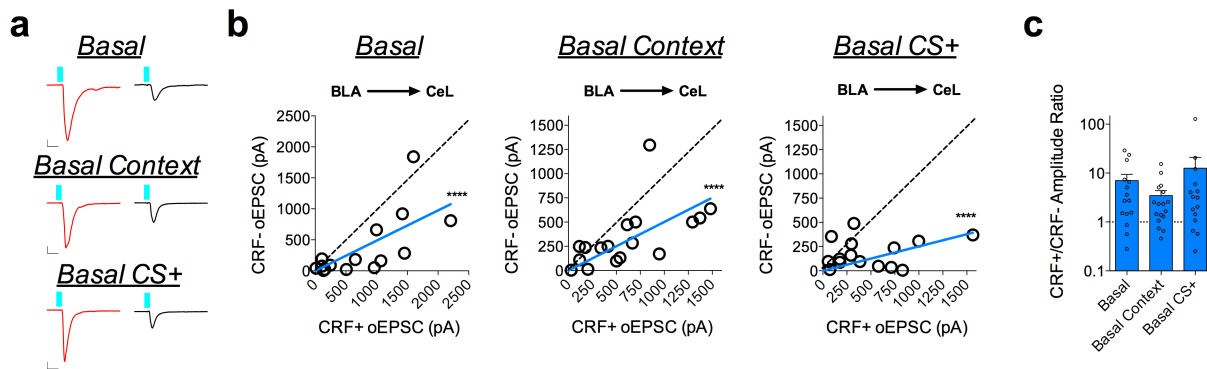 a
Basal
Basal Context
Basal CS+
b
Basal
BLA CeL
CRF- oEPSC (pA)
2500
2000
1500
1000
500
0
****
0
500
1000
1500
2000
2500
CRF+ oEPSC (pA)
Basal Context
BLA CeL
CRF- oEPSC (pA)
1500
1250
1000
750
500
250
0
****
0
250
500
750
1000
1250
1500
CRF+ oEPSC (pA)
Basal CS+
BLA CeL
CRF- oEPSC (pA)
1500
1250
1000
750
500
250
0
****
0
250
500
750
1000
1250
1500
CRF+ oEPSC (pA)
c
CRF+/CRF- Amplitude Ratio
100
10
1
0.1
Basal
Basal Context
Basal CS+